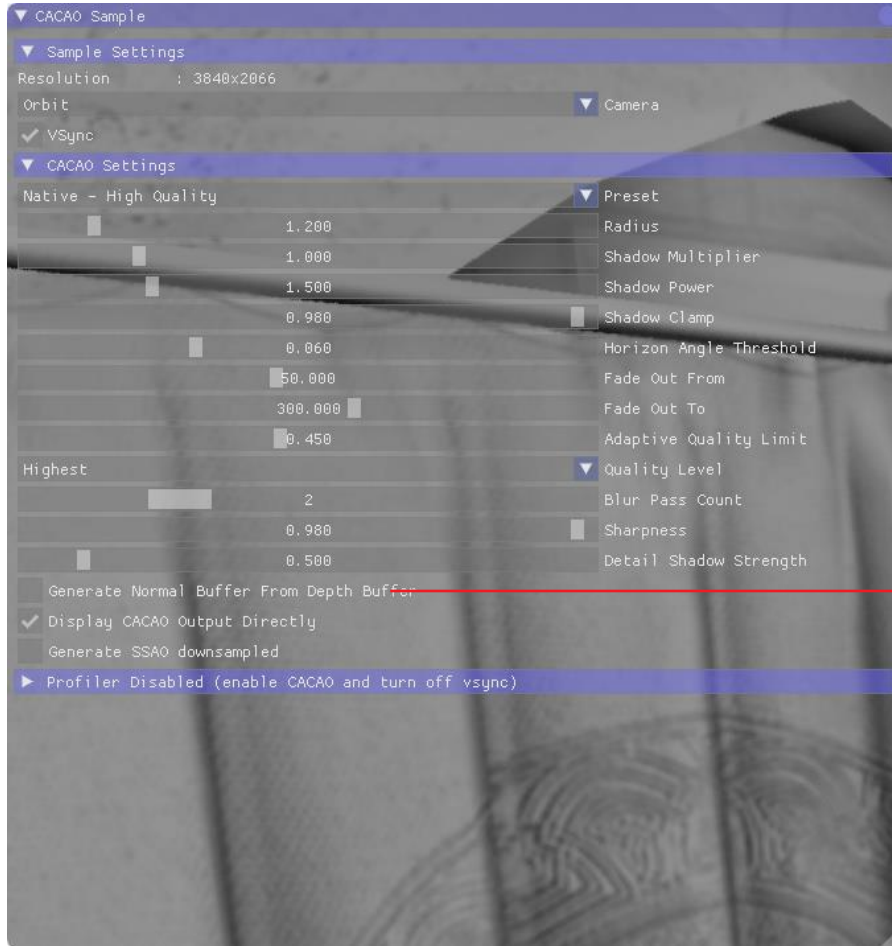 CACAO Sample
Sample Settings
Resolution : 3840x2066
Orbit Camera
VSync
CACAO Settings
Native - High Quality Preset
1.200 Radius
1.000 Shadow Multiplier
1.500 Shadow Power
0.980 Shadow Clamp
0.060 Horizon Angle Threshold
50.000 Fade Out From
300.000 Fade Out To
0.450 Adaptive Quality Limit
Highest Quality Level
2 Blur Pass Count
0.980 Sharpness
0.500 Detail Shadow Strength
Generate Normal Buffer From Depth Buffer
Display CACAO Output Directly
Generate SSAO downsampled
Profiler Disabled (enable CACAO and turn off vsync)